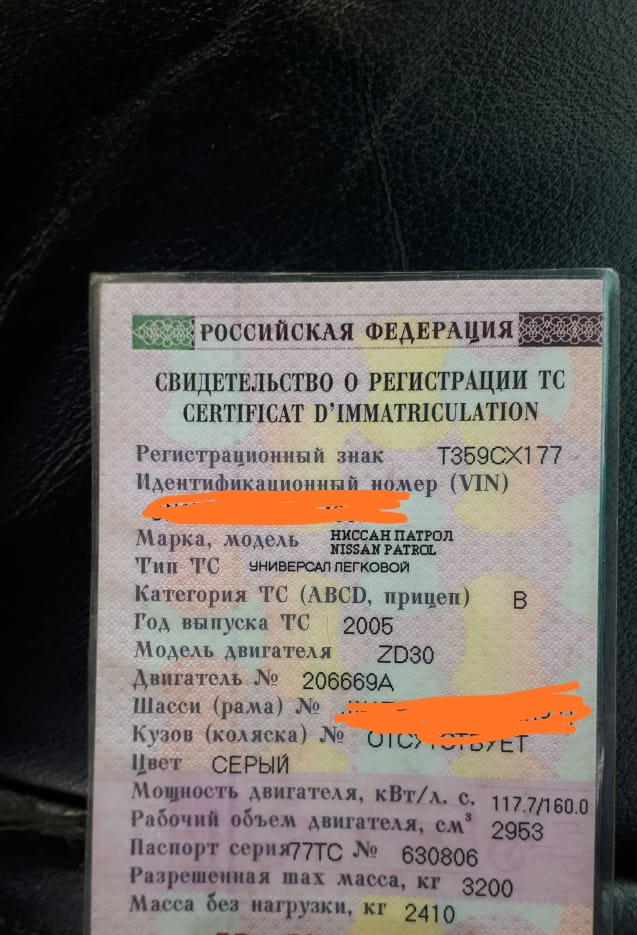 РОССИЙСКАЯ ФЕДЕРАЦИЯ
СВИДЕТЕЛЬСТВО О РЕГИСТРАЦИИ ТС
CERTIFICAT D'IMMATRICULATION
Регистрационный знак Т359СХ177
Идентификационный номер (VIN)
Марка, модель НИССАН ПАТРОЛ
NISSAN PATROL
Тип ТС УНИВЕРСАЛ ЛЕГКОВОЙ
Категория ТС (ABCD, прицеп) B
Год выпуска ТС 2005
Модель двигателя ZD30
Двигатель № 206669A
Шасси (рама) №
Кузов (коляска) № ОТСУТСТВУЕТ
Цвет СЕРЫЙ
Мощность двигателя, кВт/л. с. 117.7/160.0
Рабочий объем двигателя, см³ 2953
Паспорт серия 77ТС № 630806
Разрешенная max масса, кг 3200
Масса без нагрузки, кг 2410